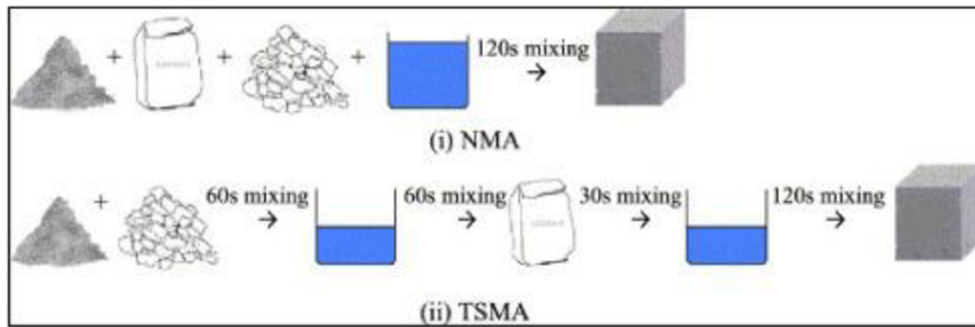 + + + 120s mixing →
(i) NMA
+ 60s mixing → 60s mixing → 30s mixing → 120s mixing →
(ii) TSMA